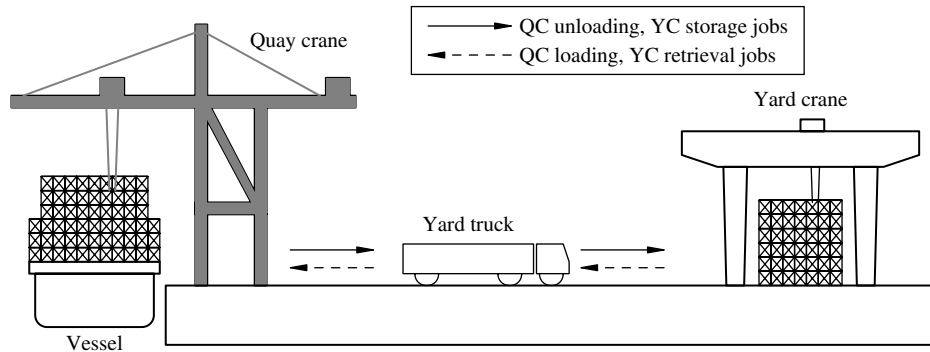 QC unloading, YC storage jobs
QC loading, YC retrieval jobs
Quay crane
Yard crane
Yard truck
Vessel